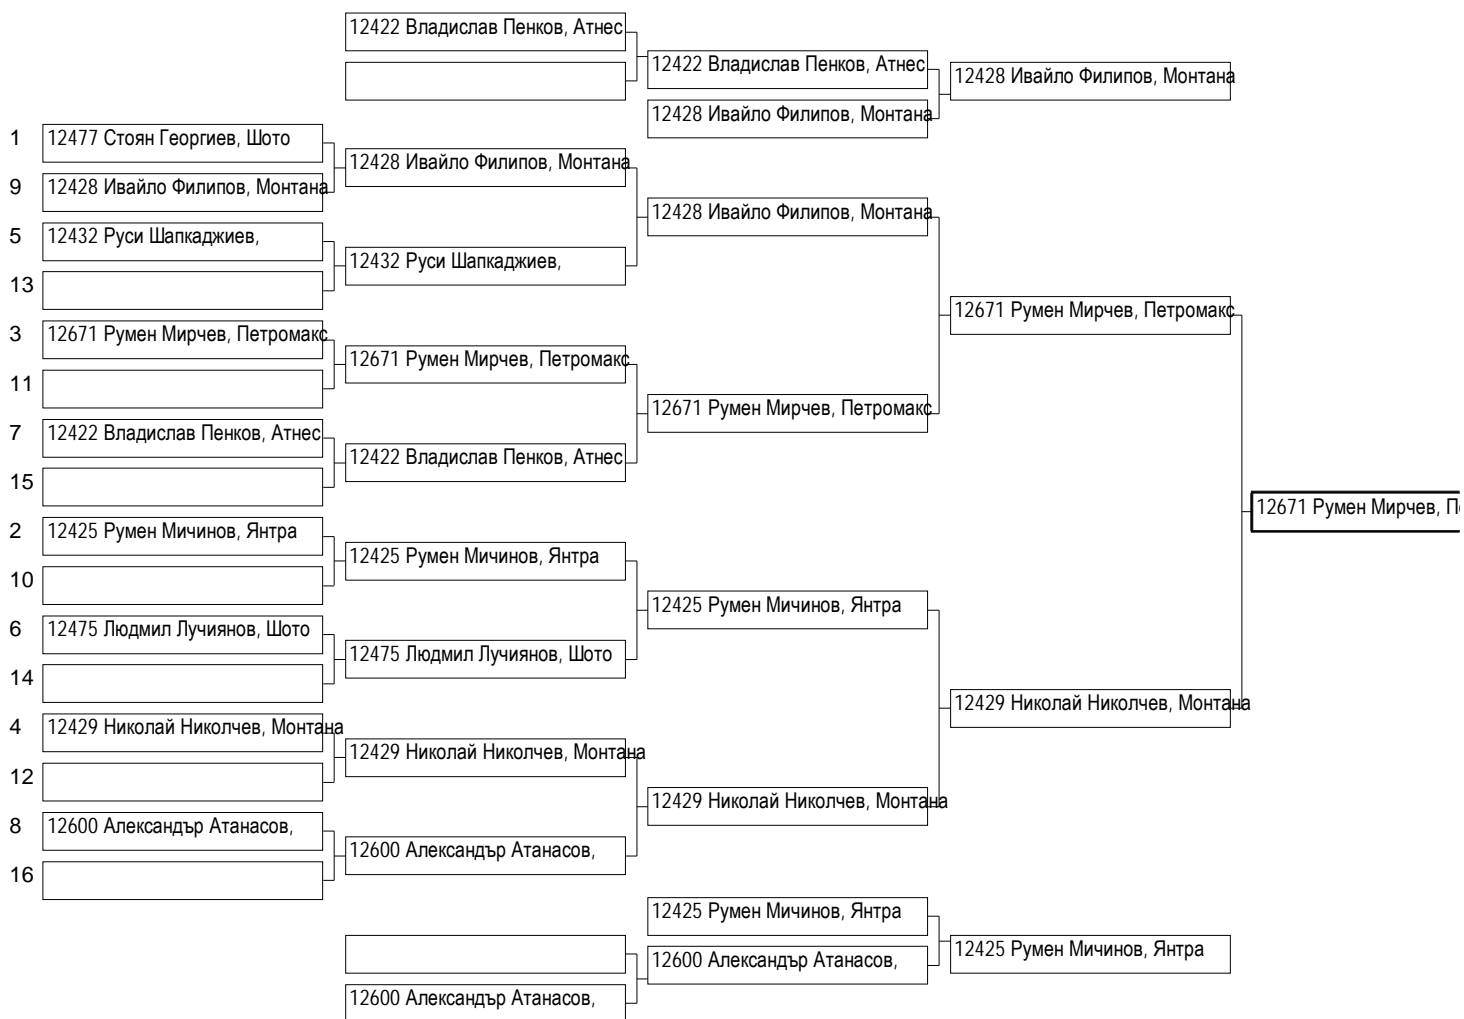 12422 Владислав Пенков, Атнес
12422 Владислав Пенков, Атнес
12428 Ивайло Филипов, Монтана
12428 Ивайло Филипов, Монтана
1 12477 Стоян Георгиев, Шото
12428 Ивайло Филипов, Монтана
9 12428 Ивайло Филипов, Монтана
12428 Ивайло Филипов, Монтана
5 12432 Руси Шапкаджиев,
12432 Руси Шапкаджиев,
13
12671 Румен Мирчев, Петромакс
3 12671 Румен Мирчев, Петромакс
12671 Румен Мирчев, Петромакс
11
12671 Румен Мирчев, Петромакс
7 12422 Владислав Пенков, Атнес
12422 Владислав Пенков, Атнес
15
12671 Румен Мирчев, П
2 12425 Румен Мичинов, Янтра
12425 Румен Мичинов, Янтра
10
12425 Румен Мичинов, Янтра
6 12475 Людмил Лучиянов, Шото
12475 Людмил Лучиянов, Шото
14
12429 Николай Николчев, Монтана
4 12429 Николай Николчев, Монтана
12429 Николай Николчев, Монтана
12
12429 Николай Николчев, Монтана
8 12600 Александър Атанасов,
12600 Александър Атанасов,
16
12425 Румен Мичинов, Янтра
12425 Румен Мичинов, Янтра
12600 Александър Атанасов,
12600 Александър Атанасов,